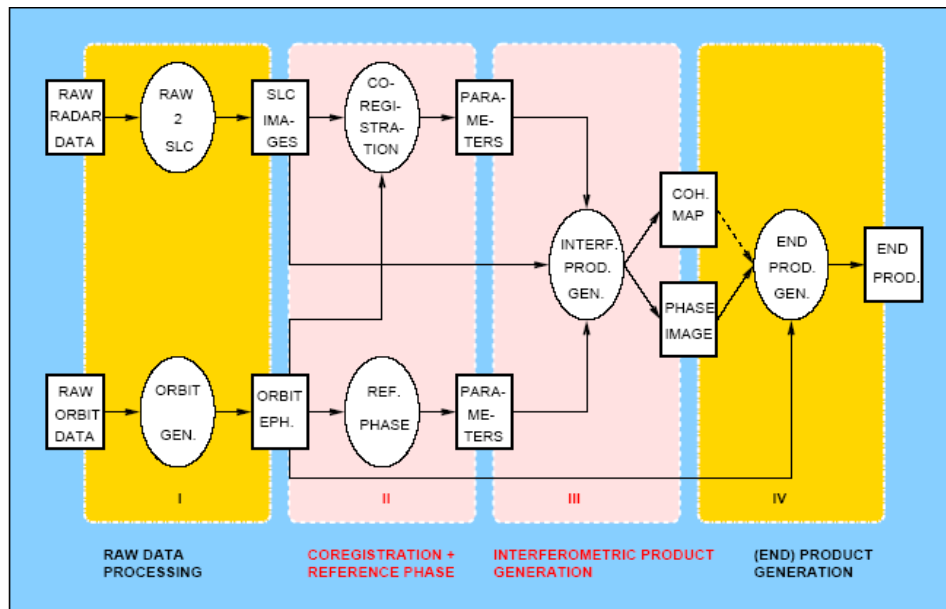 RAW
RADAR
DATA
RAW
2
SLC
SLC
IMA-
GES
CO-
REGI-
STRA-
TION
PARA-
ME-
TERS
INTERF.
PROD.
GEN.
COH.
MAP
PHASE
IMAGE
END
PROD.
GEN.
END
PROD.
RAW
ORBIT
DATA
ORBIT
GEN.
ORBIT
EPH.
REF.
PHASE
PARA-
ME-
TERS
I
II
III
IV
RAW DATA
PROCESSING
COREGISTRATION +
REFERENCE PHASE
INTERFEROMETRIC PRODUCT
GENERATION
(END) PRODUCT
GENERATION